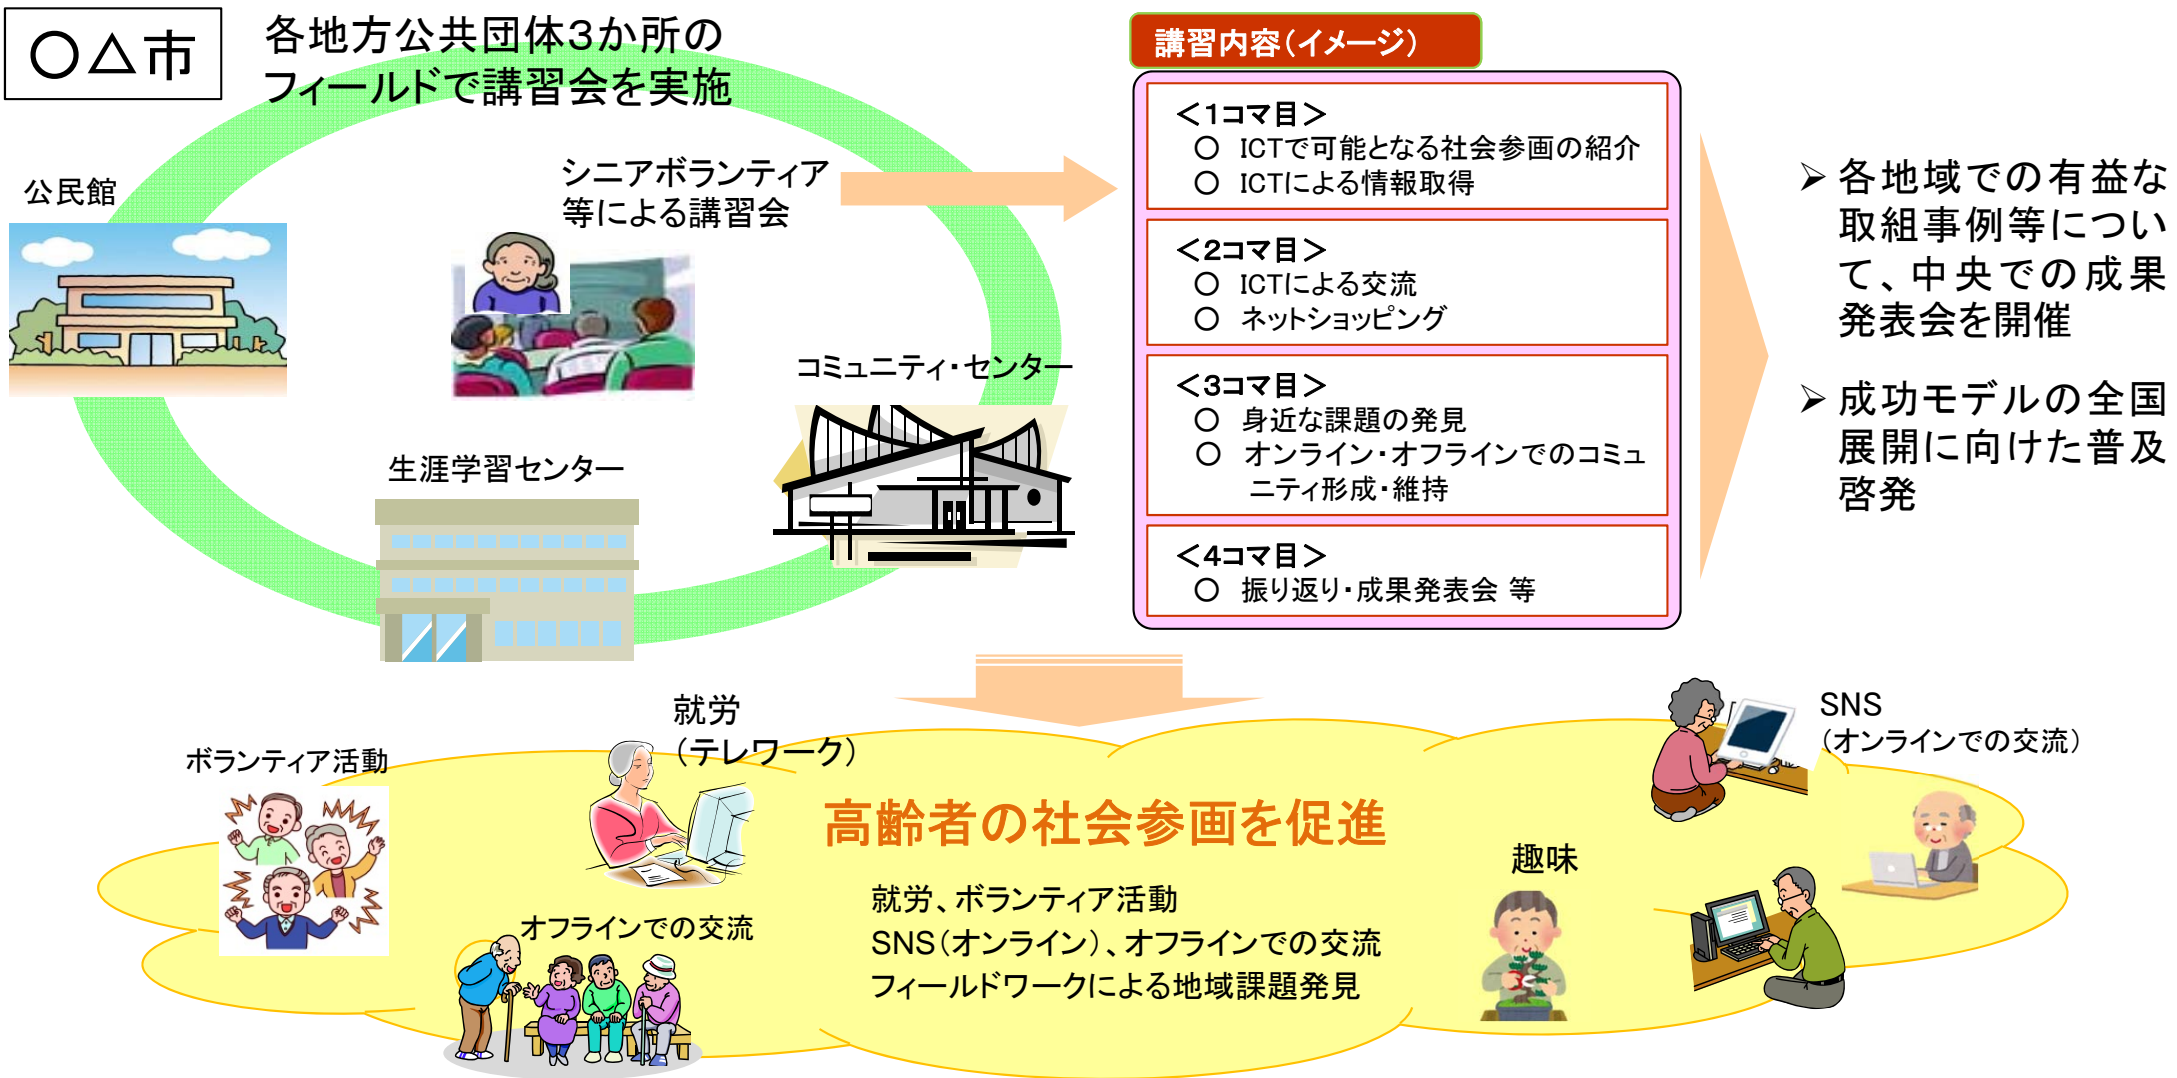 〇△市
各地方公共団体3か所の
フィールドで講習会を実施
公民館
シニアボランティア
等による講習会
コミュニティ・センター
生涯学習センター
講習内容(イメージ)
<1コマ目>
〇 ICTで可能となる社会参画の紹介
〇 ICTによる情報取得
<2コマ目>
〇 ICTによる交流
〇 ネットショッピング
<3コマ目>
〇 身近な課題の発見
〇 オンライン・オフラインでのコミュ
ニティ形成・維持
<4コマ目>
〇 振り返り・成果発表会 等
➢ 各地域での有益な
取組事例等につい
て、中央での成果
発表会を開催
➢ 成功モデルの全国
展開に向けた普及
啓発
ボランティア活動
就労
(テレワーク)
オフラインでの交流
高齢者の社会参画を促進
就労、ボランティア活動
SNS(オンライン)、オフラインでの交流
フィールドワークによる地域課題発見
趣味
SNS
(オンラインでの交流)